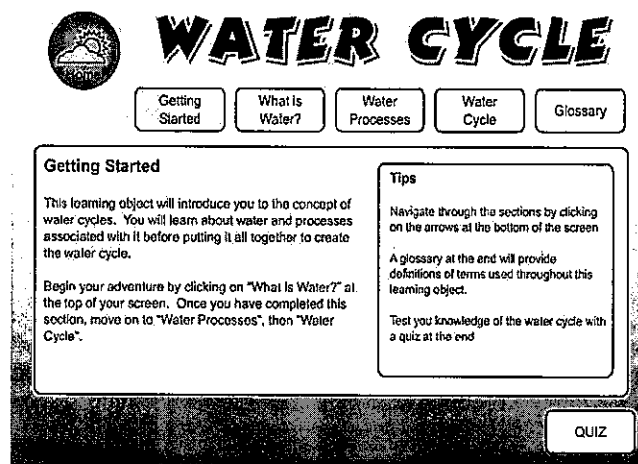 WATER CYCLE
Getting
Started
What is
Water?
Water
Processes
Water
Cycle
Glossary
Getting Started
This learning object will introduce you to the concept of
water cycles. You will learn about water and processes
associated with it before putting it all together to create
the water cycle.
Begin your adventure by clicking on "What Is Water?" at
the top of your screen. Once you have completed this
section, move on to "Water Processes", then "Water
Cycle".
Tips
Navigate through the sections by clicking
on the arrows at the bottom of the screen
A glossary at the end will provide
definitions of terms used throughout this
learning object.
Test you knowledge of the water cycle with
a quiz at the end
QUIZ